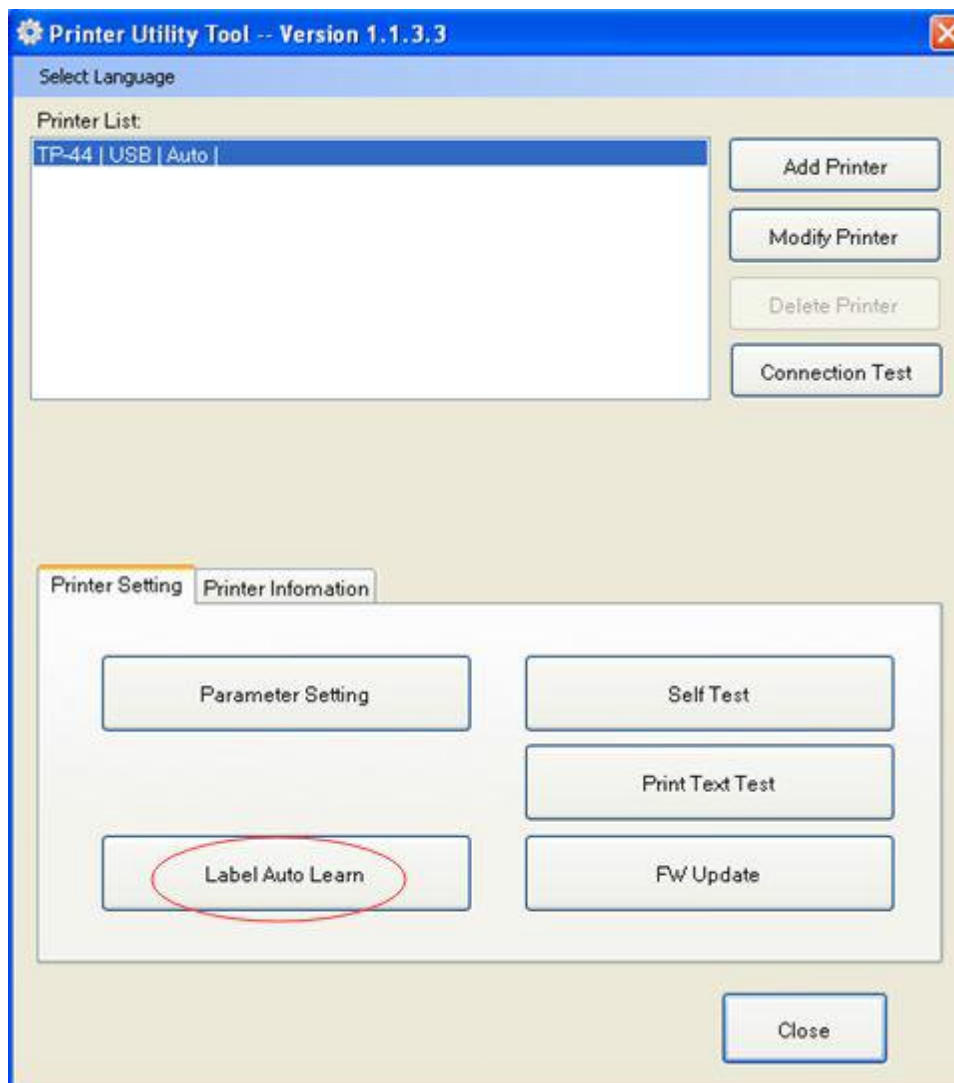 Printer Utility Tool -- Version 1.1.3.3
Select Language
Printer List:
TP-44 | USB | Auto |
Add Printer
Modify Printer
Delete Printer
Connection Test
Printer Setting
Printer Infomation
Parameter Setting
Self Test
Print Text Test
Label Auto Learn
FW Update
Close